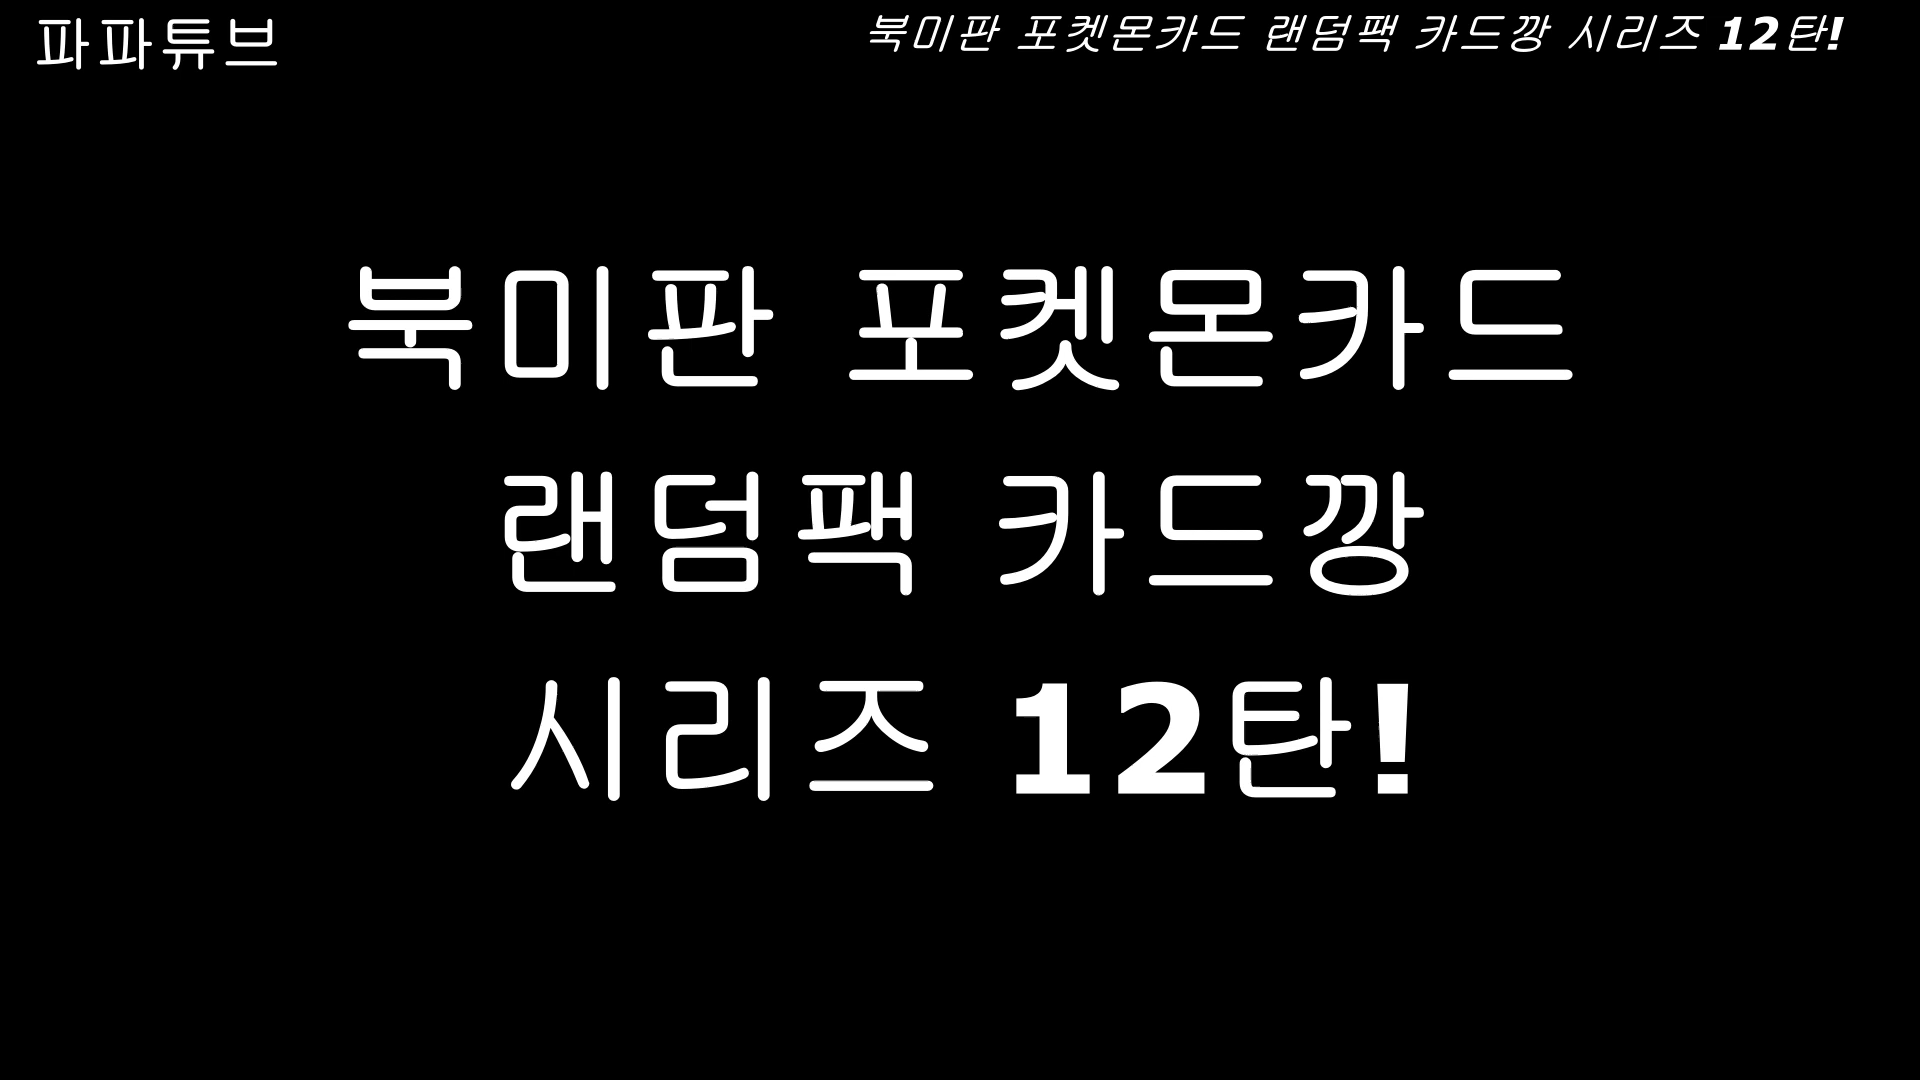 파파튜브
북미판 포켓몬카드 랜덤팩 카드깡 시리즈 12탄!
북미판 포켓몬카드
랜덤팩 카드깡
시리즈 12탄!